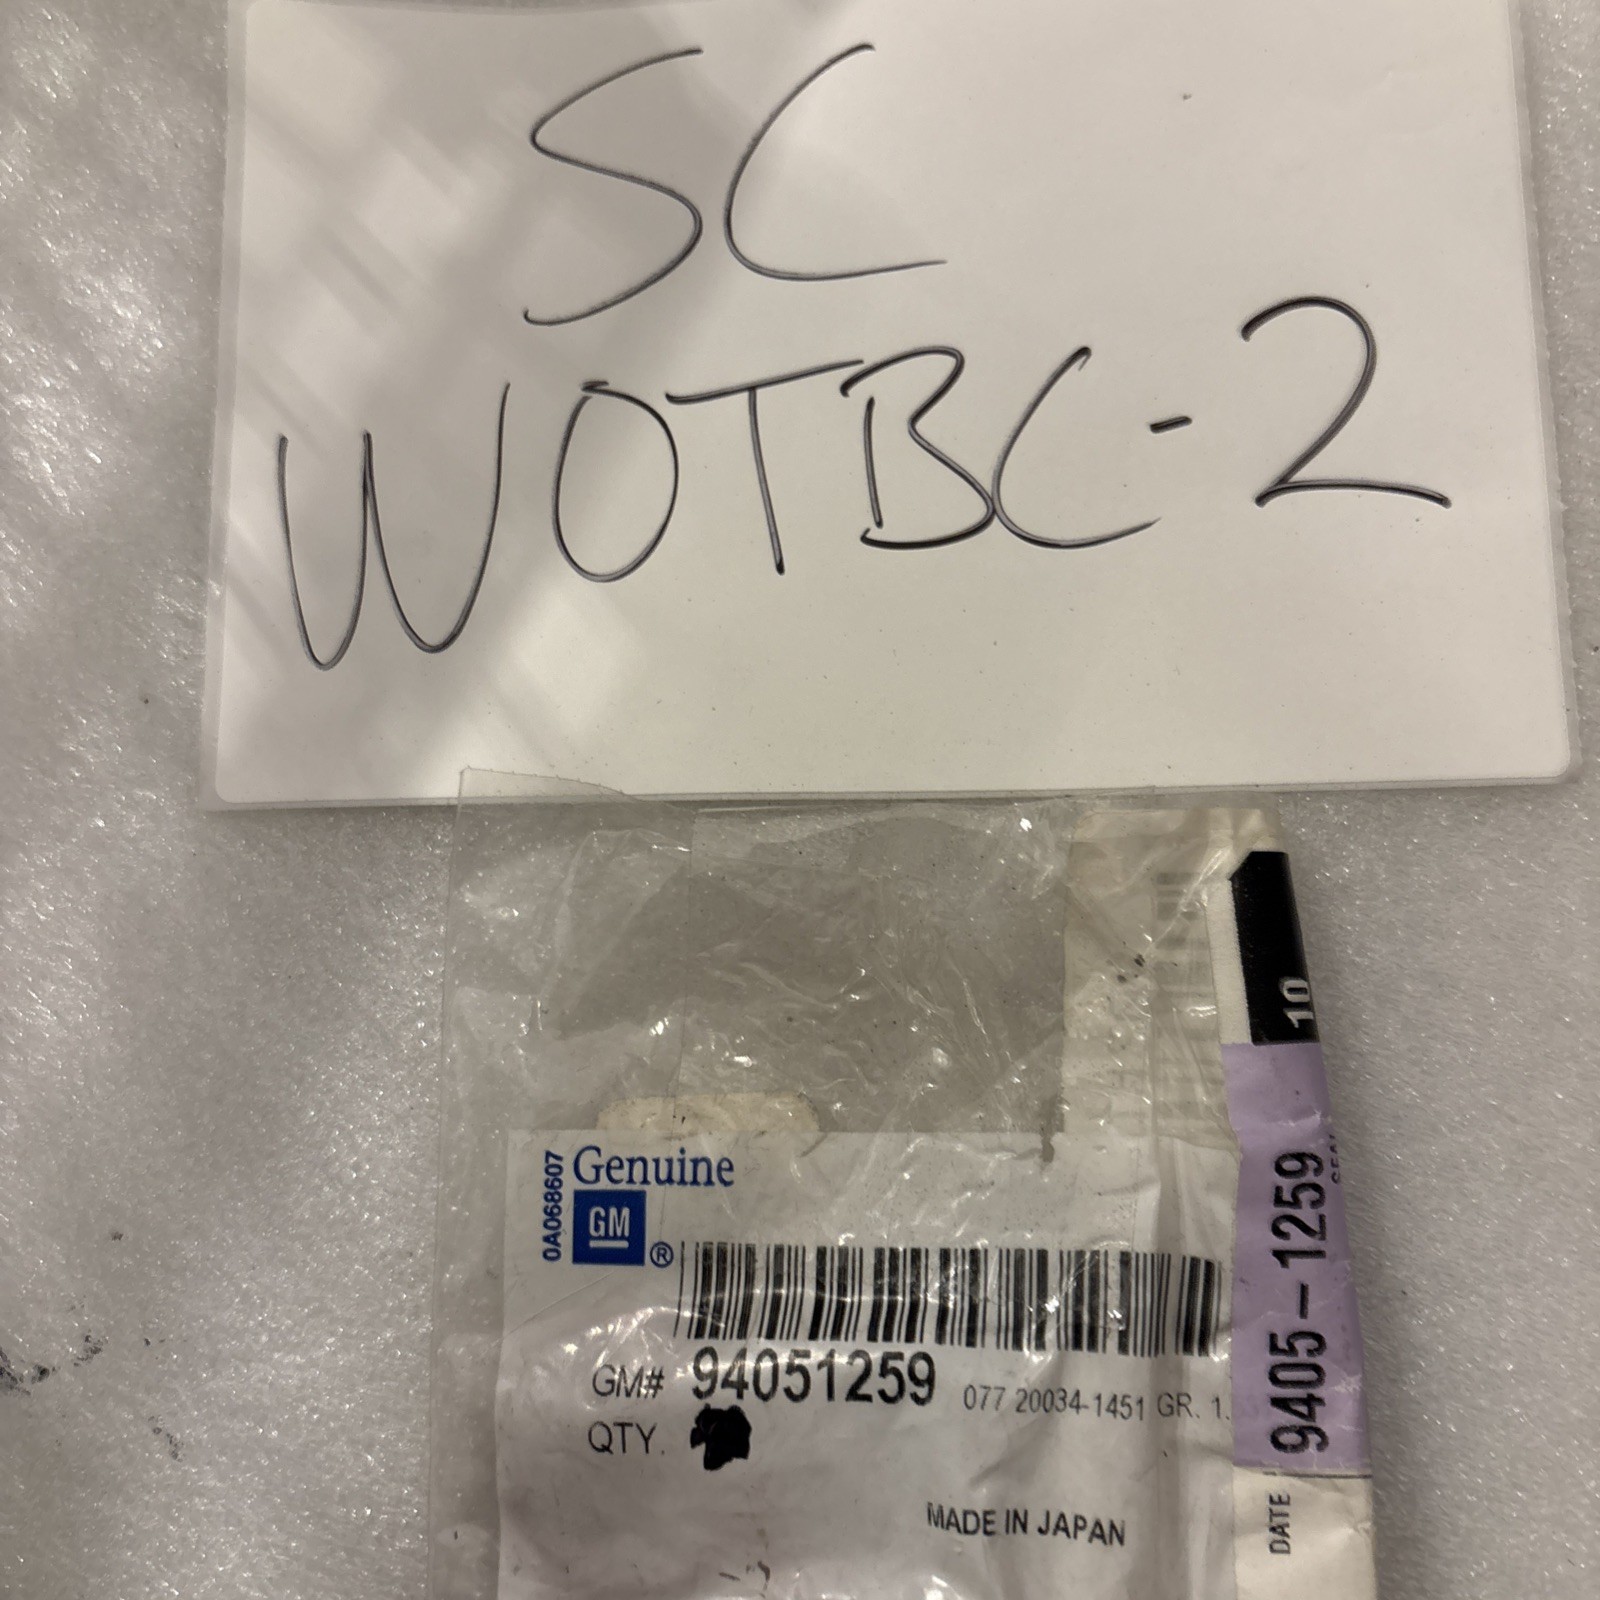 SC
WOTBC-2
0A068607
Genuine
GM
®
GM# 94051259 077 20034-1451 GR. 1.
QTY.
MADE IN JAPAN
10
9405-1259
DATE